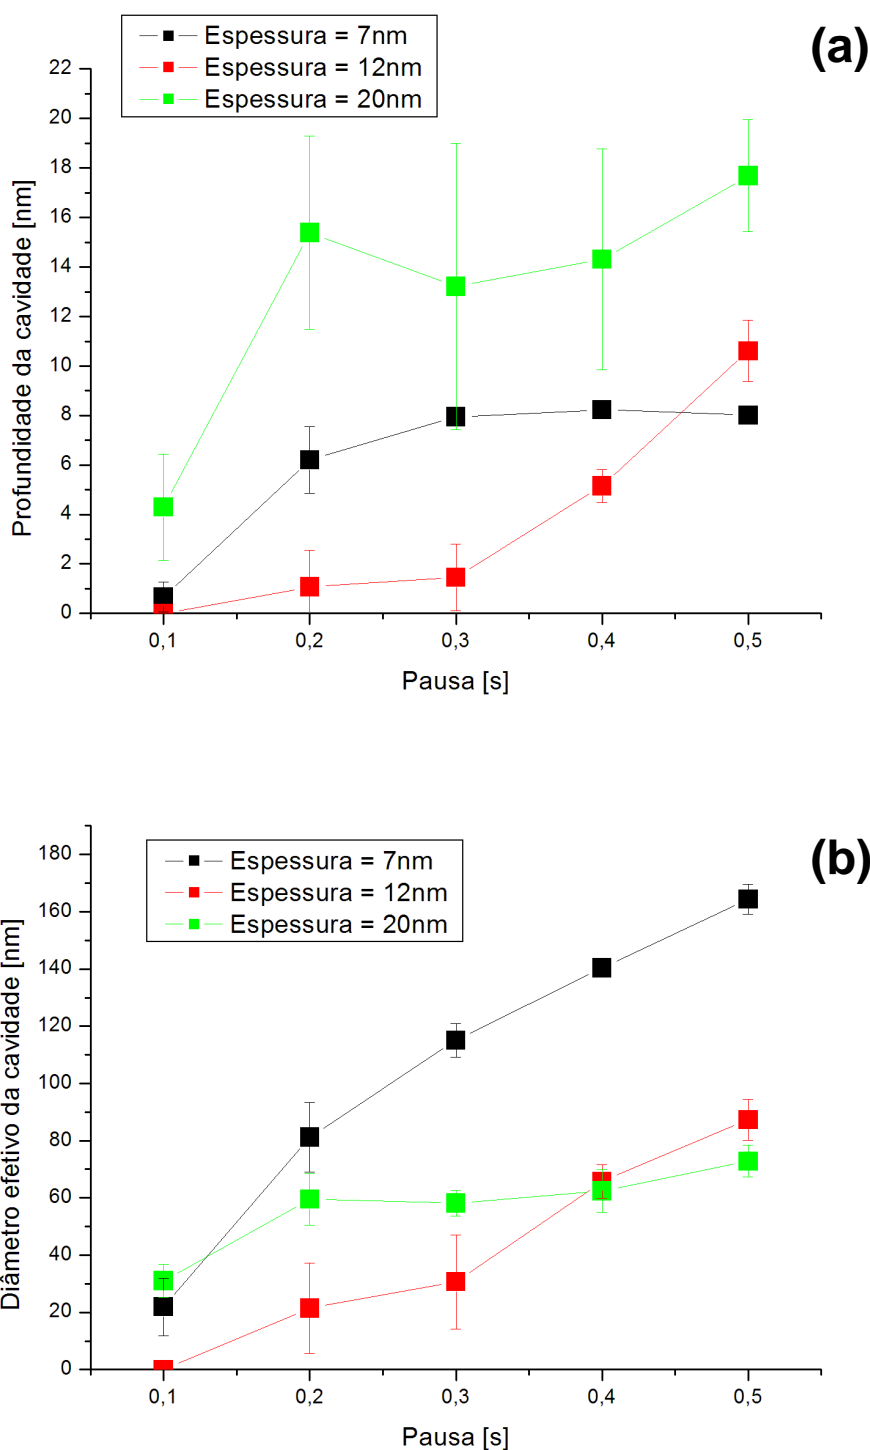 Espessura = 7nm
Espessura = 12nm
Espessura = 20nm
(a)
22
20
18
16
14
12
10
8
6
4
2
0
Profundidade da cavidade [nm]
0,1 0,2 0,3 0,4 0,5
Pausa [s]
Espessura = 7nm
Espessura = 12nm
Espessura = 20nm
(b)
180
160
140
120
100
80
60
40
20
0
Diâmetro efetivo da cavidade [nm]
0,1 0,2 0,3 0,4 0,5
Pausa [s]